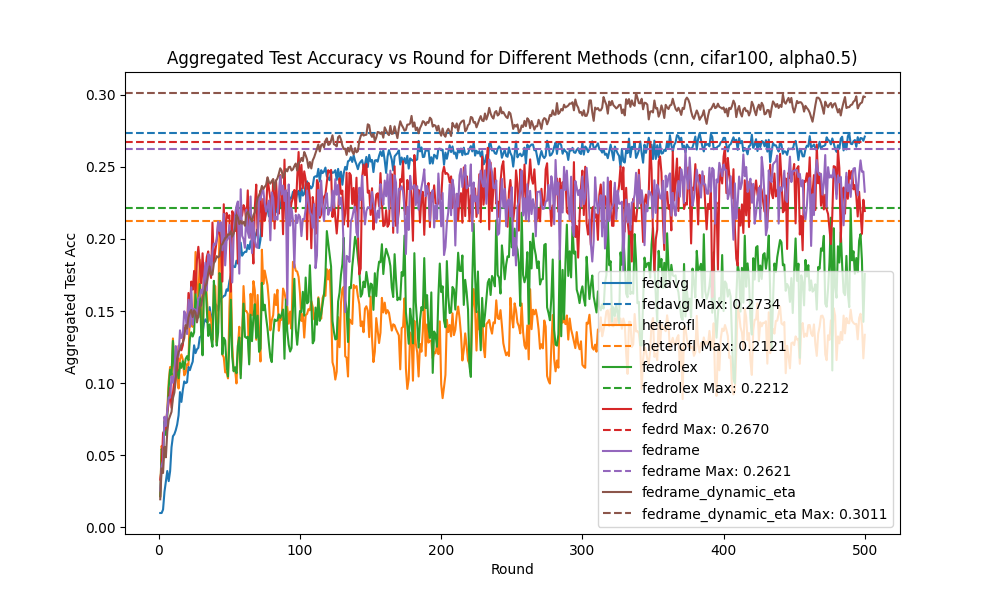 Aggregated Test Accuracy vs Round for Different Methods (cnn, cifar100, alpha0.5)
Aggregated Test Acc
0.30
0.25
0.20
0.15
0.10
0.05
0.00
fedavg
fedavg Max: 0.2734
heterofl
heterofl Max: 0.2121
fedrolex
fedrolex Max: 0.2212
fedrd
fedrd Max: 0.2670
fedrame
fedrame Max: 0.2621
fedrame_dynamic_eta
fedrame_dynamic_eta Max: 0.3011
0 100 200 300 400 500
Round